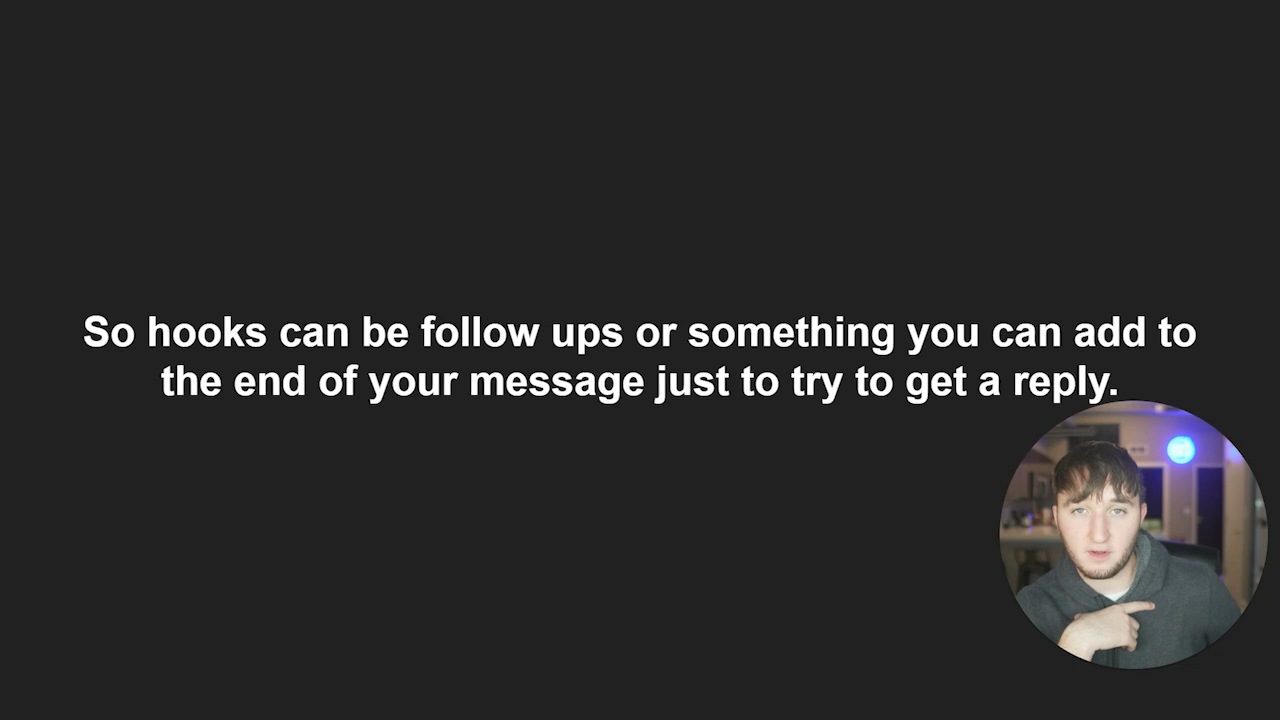 So hooks can be follow ups or something you can add to
the end of your message just to try to get a reply.